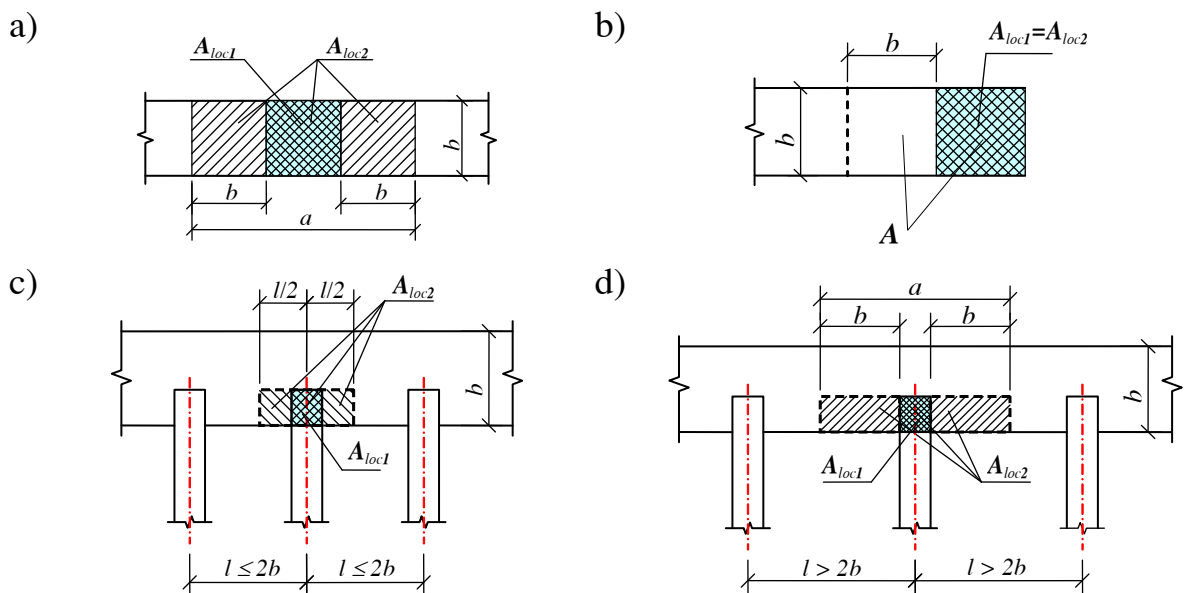 a)
A_loc1 A_loc2
b
b b
a
b)
A_loc1=A_loc2
b
b
A
c)
l/2 l/2 A_loc2
b
A_loc1
l ≤ 2b l ≤ 2b
d)
a
b b
b
A_loc1 A_loc2
l > 2b l > 2b